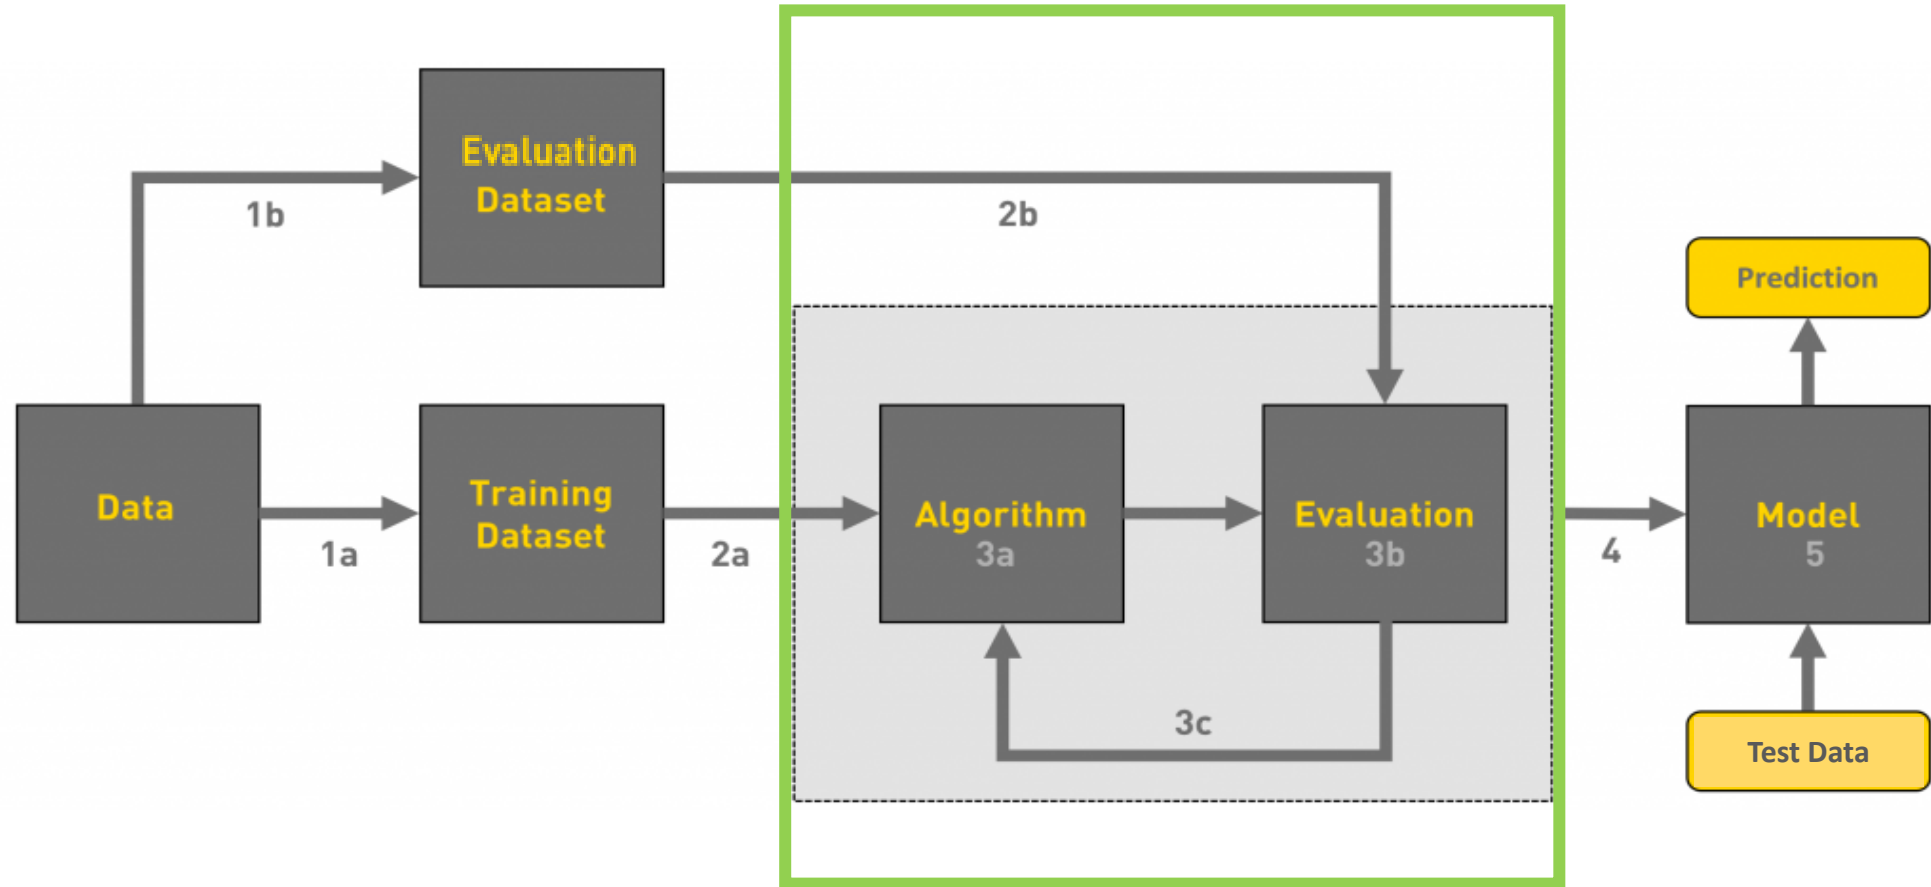 Evaluation
Dataset
1b
2b
Prediction
Data
1a
Training
Dataset
2a
Algorithm
3a
Evaluation
3b
4
Model
5
3c
Test Data